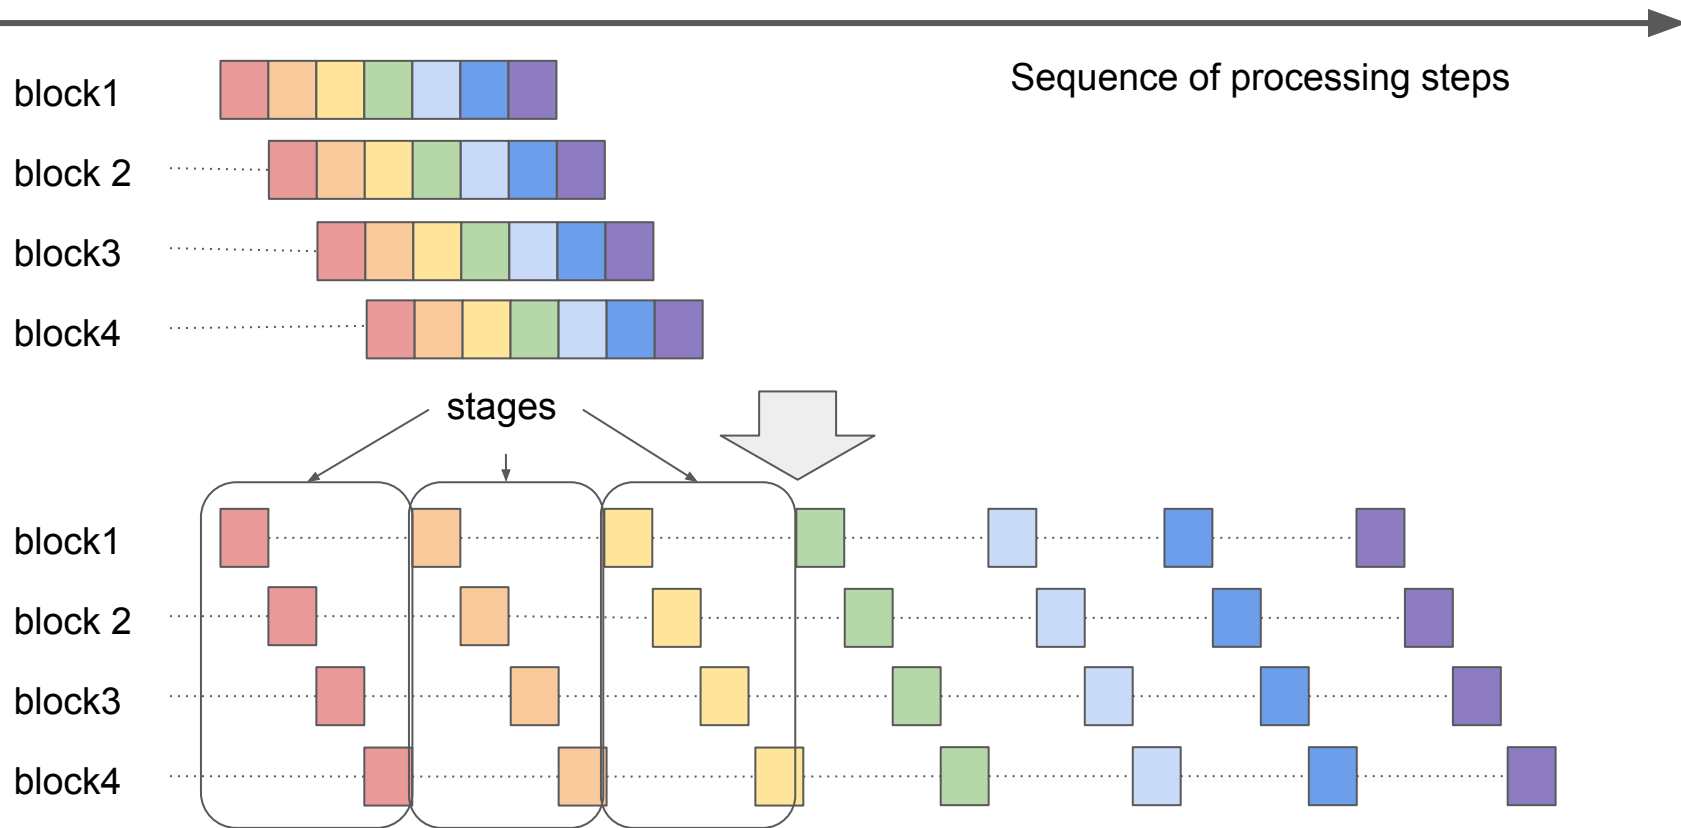 Sequence of processing steps
block1
block 2
block3
block4
stages
block1
block 2
block3
block4